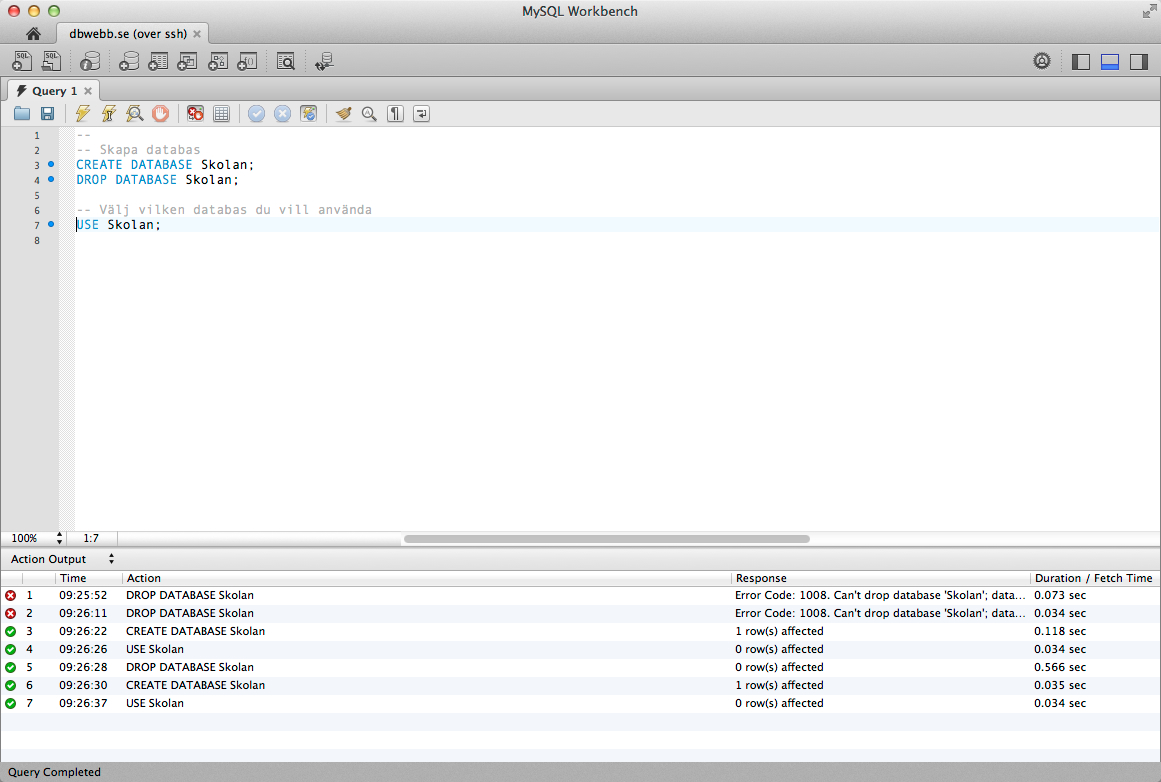 MySQL Workbench
dbwebb.se (over ssh)
SQL SQL
Query 1
1 --
2 -- Skapa databas
3 CREATE DATABASE Skolan;
4 DROP DATABASE Skolan;
5
6 -- Välj vilken databas du vill använda
7 USE Skolan;
8
100% 1:7
Action Output
Time Action Response Duration / Fetch Time
1 09:25:52 DROP DATABASE Skolan Error Code: 1008. Can't drop database 'Skolan'; data... 0.073 sec
2 09:26:11 DROP DATABASE Skolan Error Code: 1008. Can't drop database 'Skolan'; data... 0.034 sec
3 09:26:22 CREATE DATABASE Skolan 1 row(s) affected 0.118 sec
4 09:26:26 USE Skolan 0 row(s) affected 0.034 sec
5 09:26:28 DROP DATABASE Skolan 0 row(s) affected 0.566 sec
6 09:26:30 CREATE DATABASE Skolan 1 row(s) affected 0.035 sec
7 09:26:37 USE Skolan 0 row(s) affected 0.034 sec
Query Completed